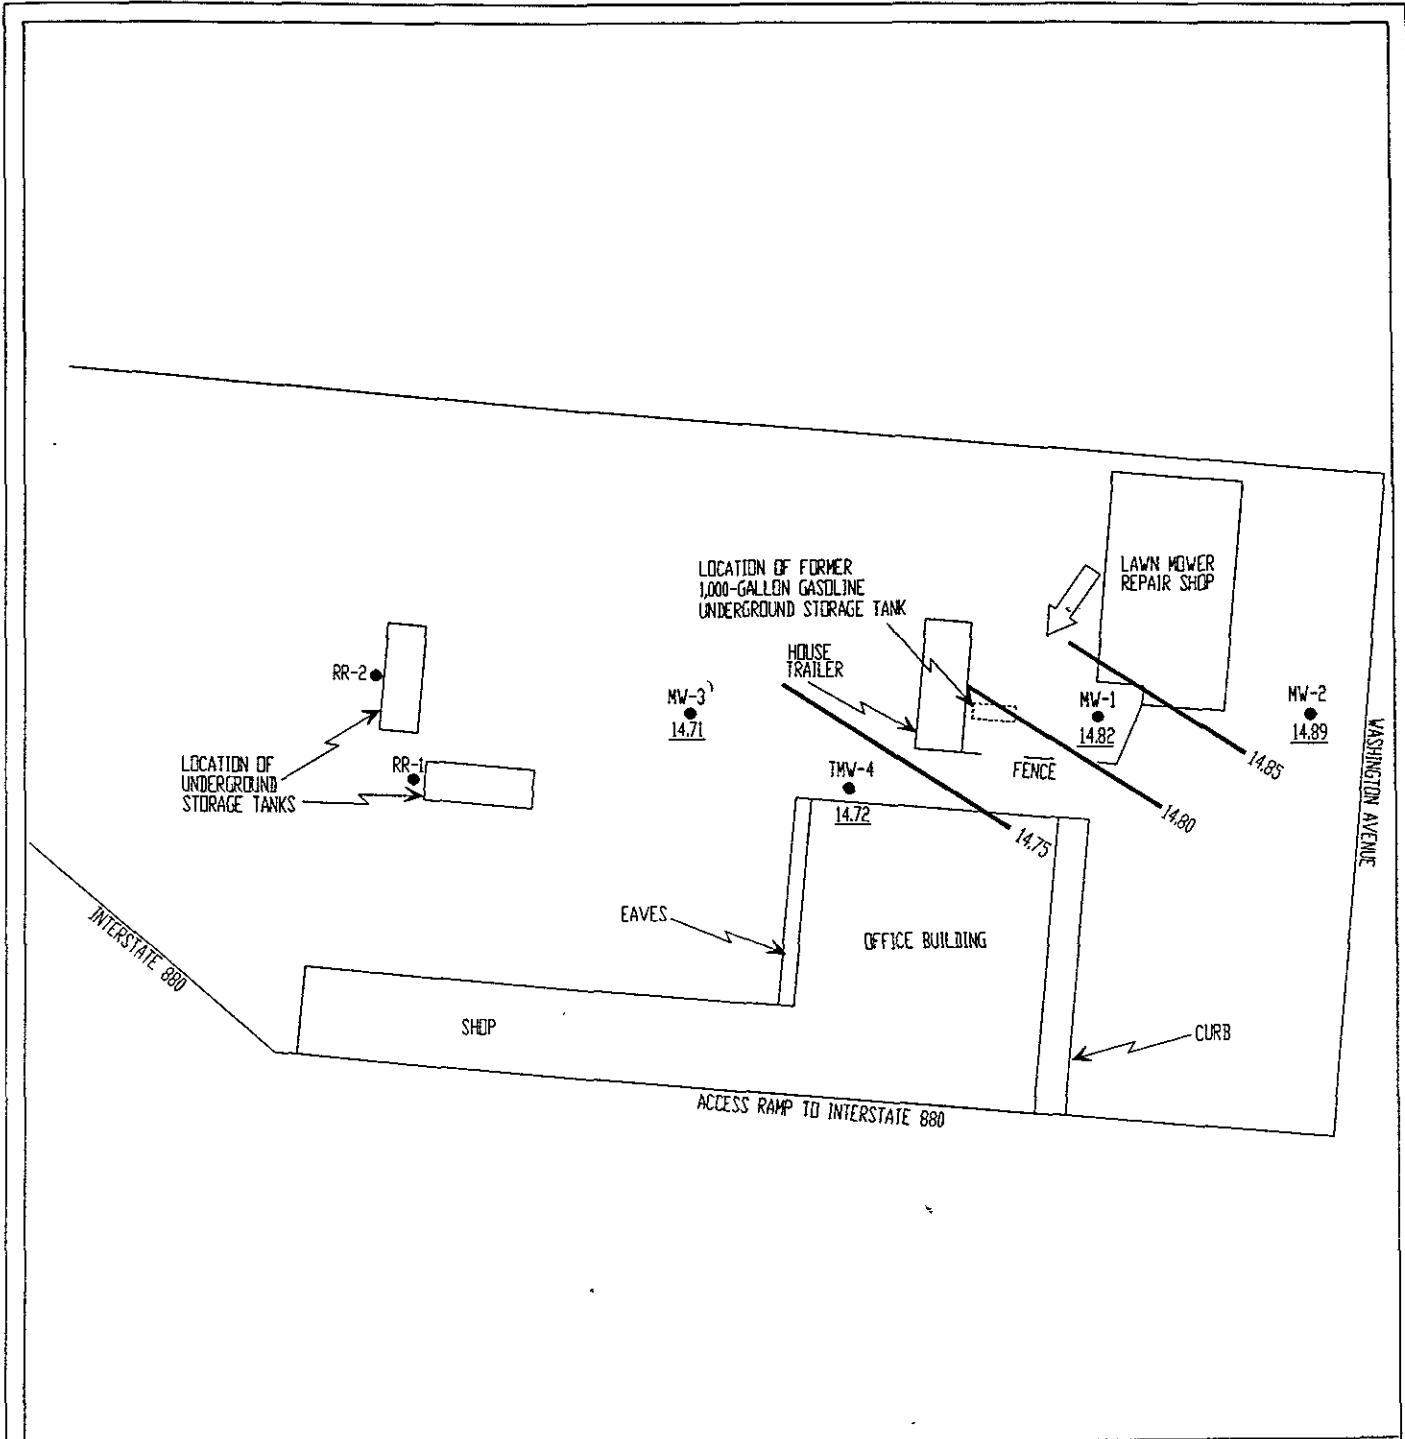 LOCATION OF FORMER
1,000-GALLON GASOLINE
UNDERGROUND STORAGE TANK
LAWN MOWER
REPAIR SHOP
HOUSE
TRAILER
RR-2
MW-3
14.71
MW-1
14.82
MW-2
14.89
LOCATION OF
UNDERGROUND
STORAGE TANKS
RR-1
TMW-4
14.72
FENCE
14.85
14.80
14.75
WASHINGTON AVENUE
EAVES
OFFICE BUILDING
INTERSTATE 880
SHOP
CURB
ACCESS RAMP TO INTERSTATE 880